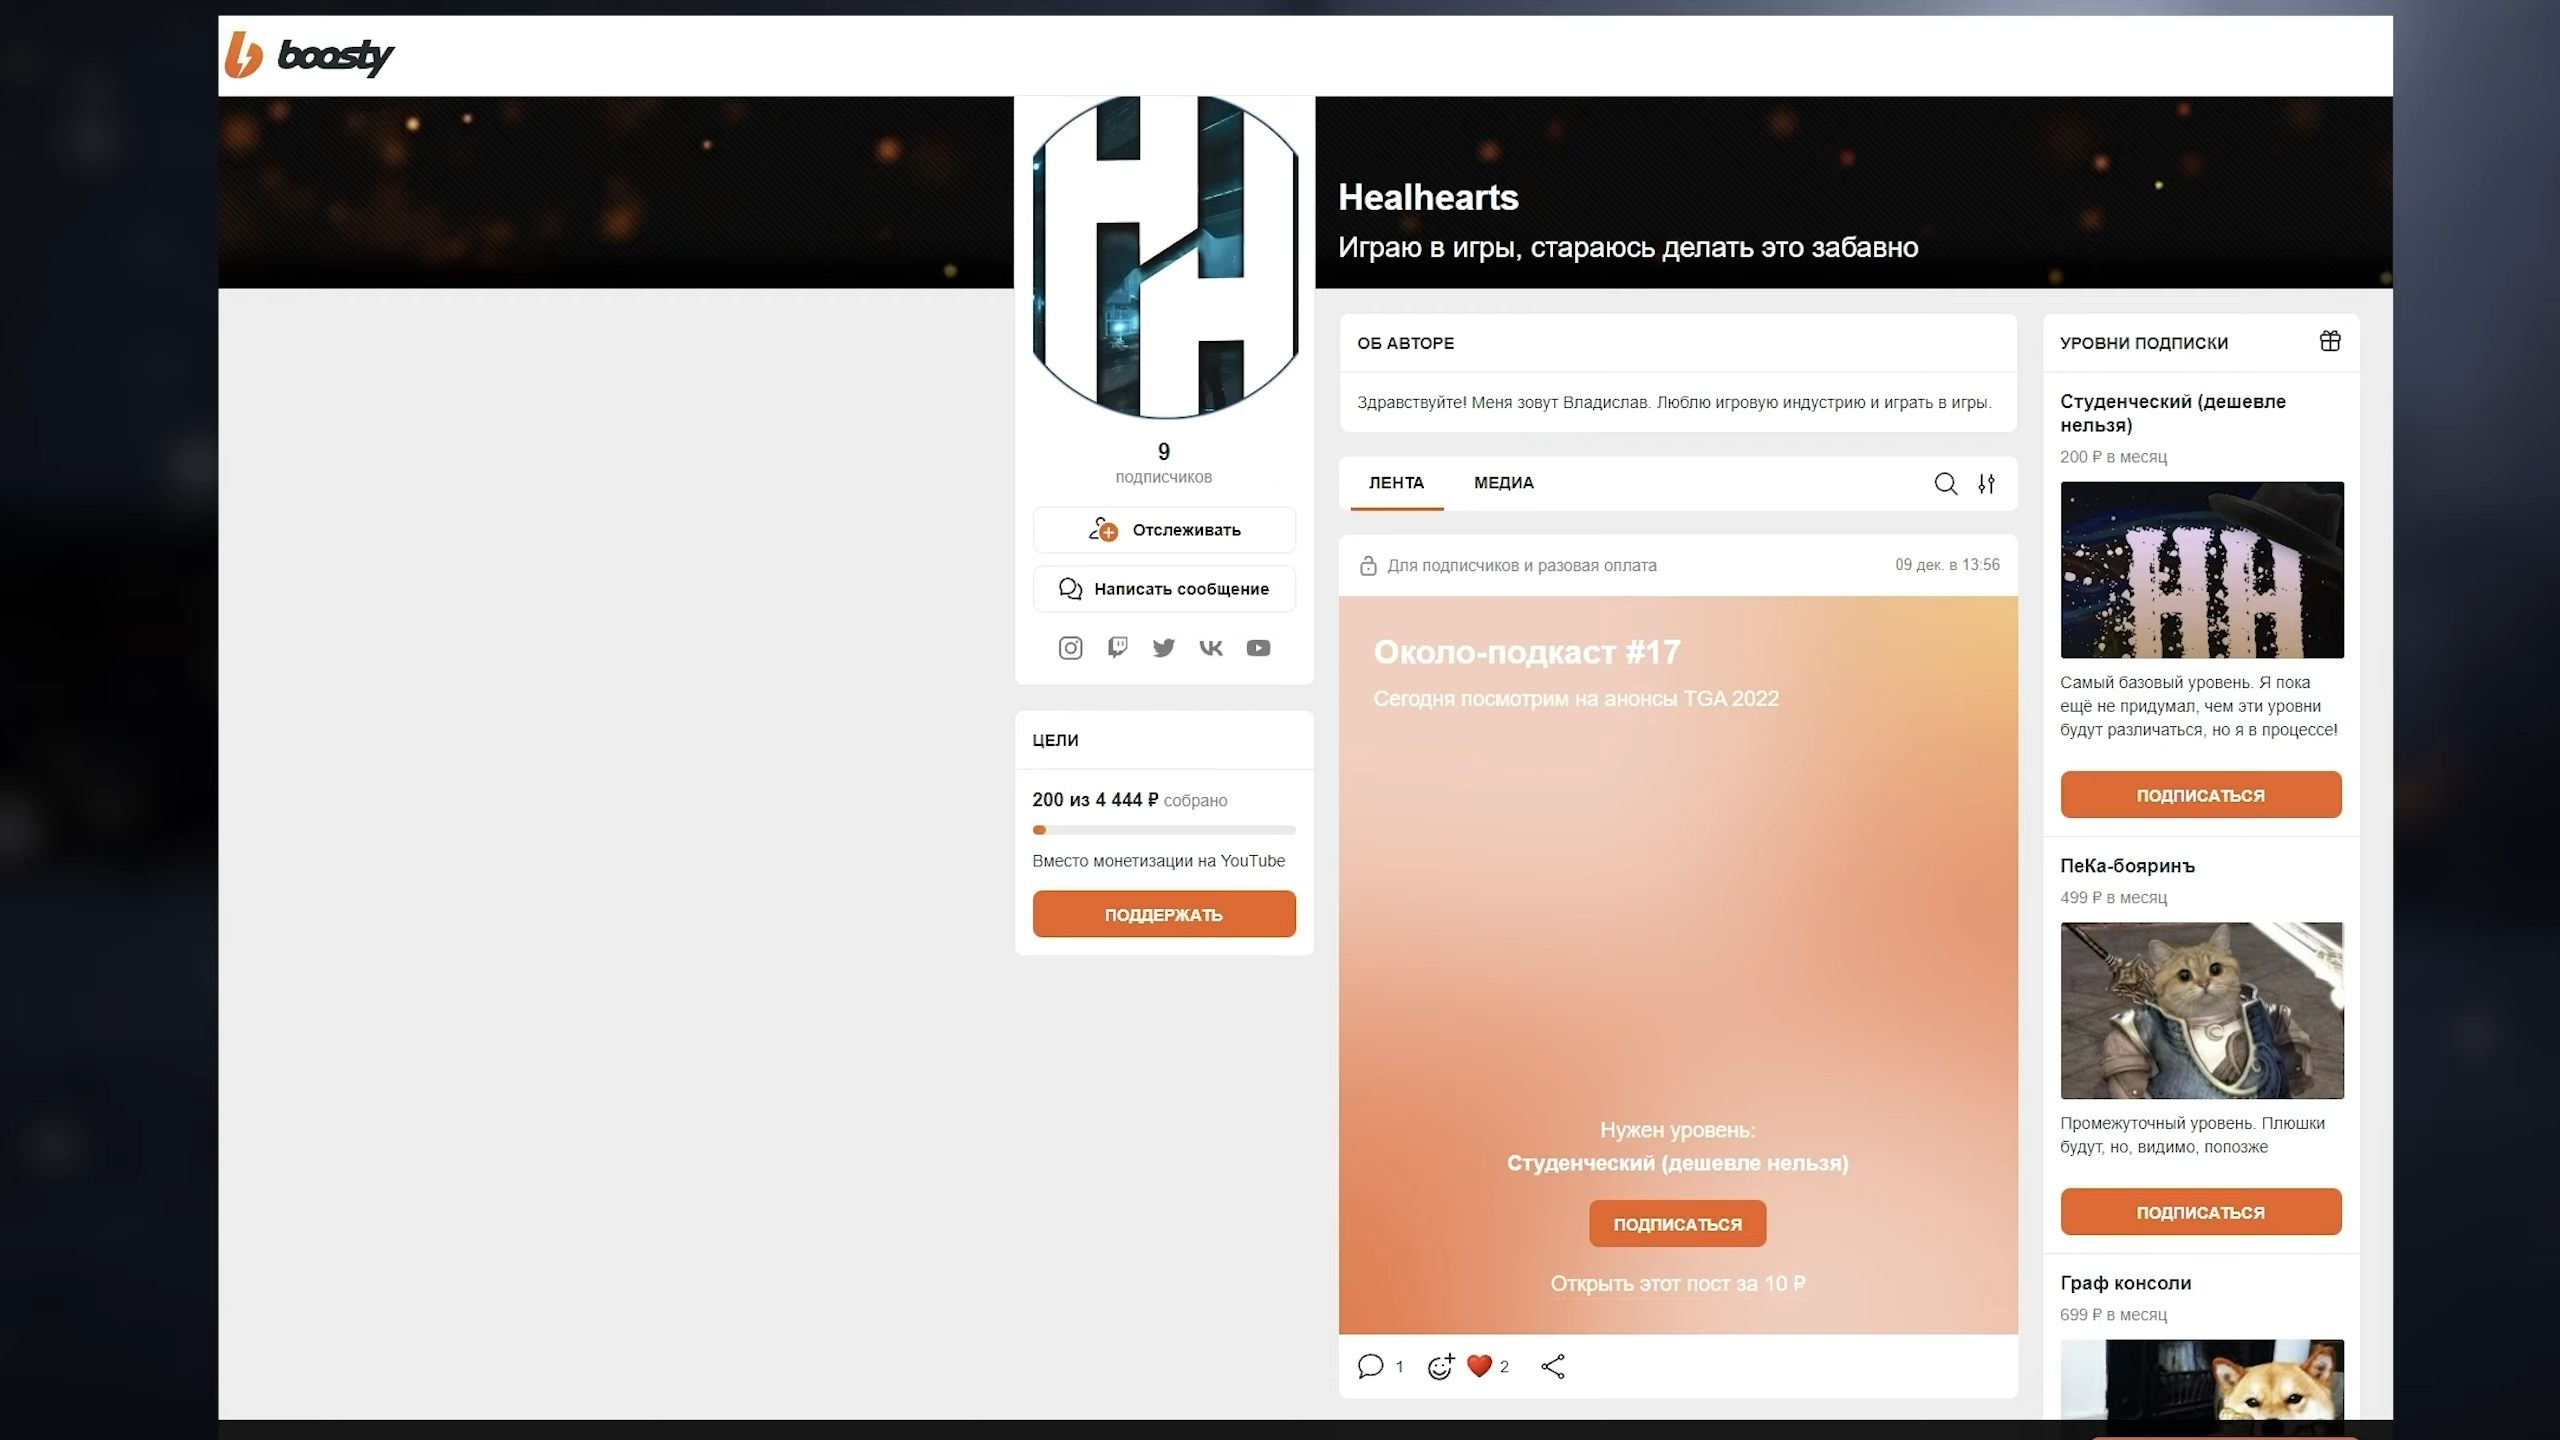 boosty
Healhearts
Играю в игры, стараюсь делать это забавно
9
подписчиков
Отслеживать
Написать сообщение
ЦЕЛИ
200 из 4 444 ₽ собрано
Вместо монетизации на YouTube
ПОДДЕРЖАТЬ
ОБ АВТОРЕ
Здравствуйте! Меня зовут Владислав. Люблю игровую индустрию и играть в игры.
ЛЕНТА МЕДИА
Для подписчиков и разовая оплата 09 дек. в 13:56
Около-подкаст #17
Сегодня посмотрим на анонсы TGA 2022
Нужен уровень:
Студенческий (дешевле нельзя)
ПОДПИСАТЬСЯ
Открыть этот пост за 10 ₽
1 2
УРОВНИ ПОДПИСКИ
Студенческий (дешевле
нельзя)
200 ₽ в месяц
HH
Самый базовый уровень. Я пока
ещё не придумал, чем эти уровни
будут различаться, но я в процессе!
ПОДПИСАТЬСЯ
ПеКа-бояринъ
499 ₽ в месяц
Промежуточный уровень. Плюшки
будут, но, видимо, попозже
ПОДПИСАТЬСЯ
Граф консоли
699 ₽ в месяц